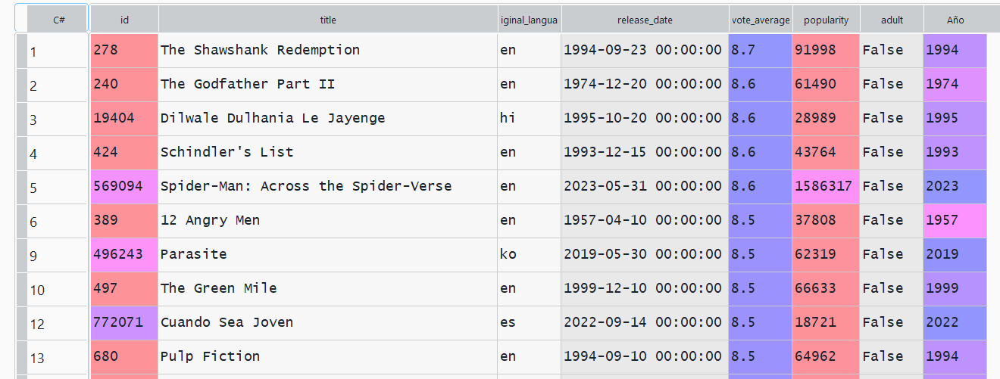 C# id title iginal_langua release_date vote_average popularity adult Año
1 278 The Shawshank Redemption en 1994-09-23 00:00:00 8.7 91998 False 1994
2 240 The Godfather Part II en 1974-12-20 00:00:00 8.6 61490 False 1974
3 19404 Dilwale Dulhania Le Jayenge hi 1995-10-20 00:00:00 8.6 28989 False 1995
4 424 Schindler's List en 1993-12-15 00:00:00 8.6 43764 False 1993
5 569094 Spider-Man: Across the Spider-Verse en 2023-05-31 00:00:00 8.6 1586317 False 2023
6 389 12 Angry Men en 1957-04-10 00:00:00 8.5 37808 False 1957
9 496243 Parasite ko 2019-05-30 00:00:00 8.5 62319 False 2019
10 497 The Green Mile en 1999-12-10 00:00:00 8.5 66633 False 1999
12 772071 Cuando Sea Joven es 2022-09-14 00:00:00 8.5 18721 False 2022
13 680 Pulp Fiction en 1994-09-10 00:00:00 8.5 64962 False 1994